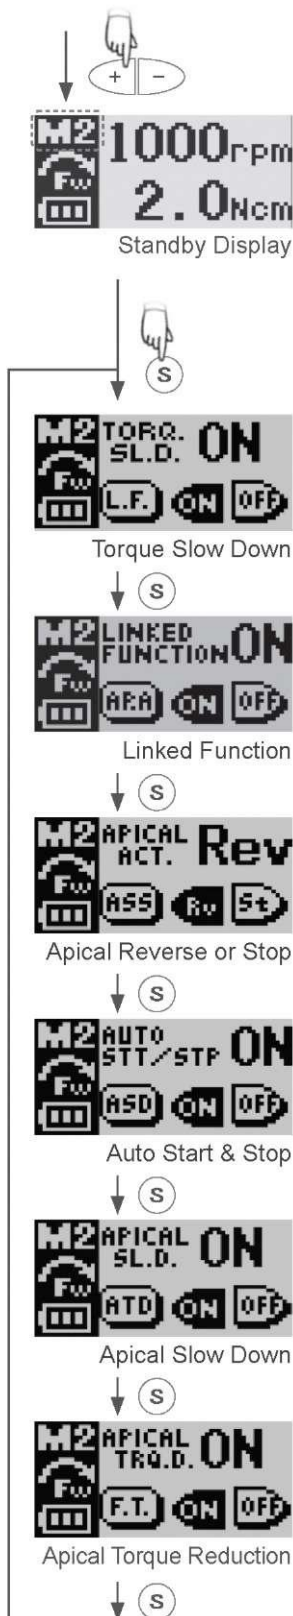 + −
M2 1000rpm
Fw 2.0Ncm
Standby Display
S
M2 TORQ. SL.D. ON
Fw L.F. ON OFF
Torque Slow Down
S
M2 LINKED FUNCTION ON
Fw AP.A ON OFF
Linked Function
S
M2 APICAL ACT. Rev
Fw ASS Rv St
Apical Reverse or Stop
S
M2 AUTO STT/STP ON
Fw ASD ON OFF
Auto Start & Stop
S
M2 APICAL SL.D. ON
Fw ATD ON OFF
Apical Slow Down
S
M2 APICAL TRQ.D. ON
Fw F.T. ON OFF
Apical Torque Reduction
S